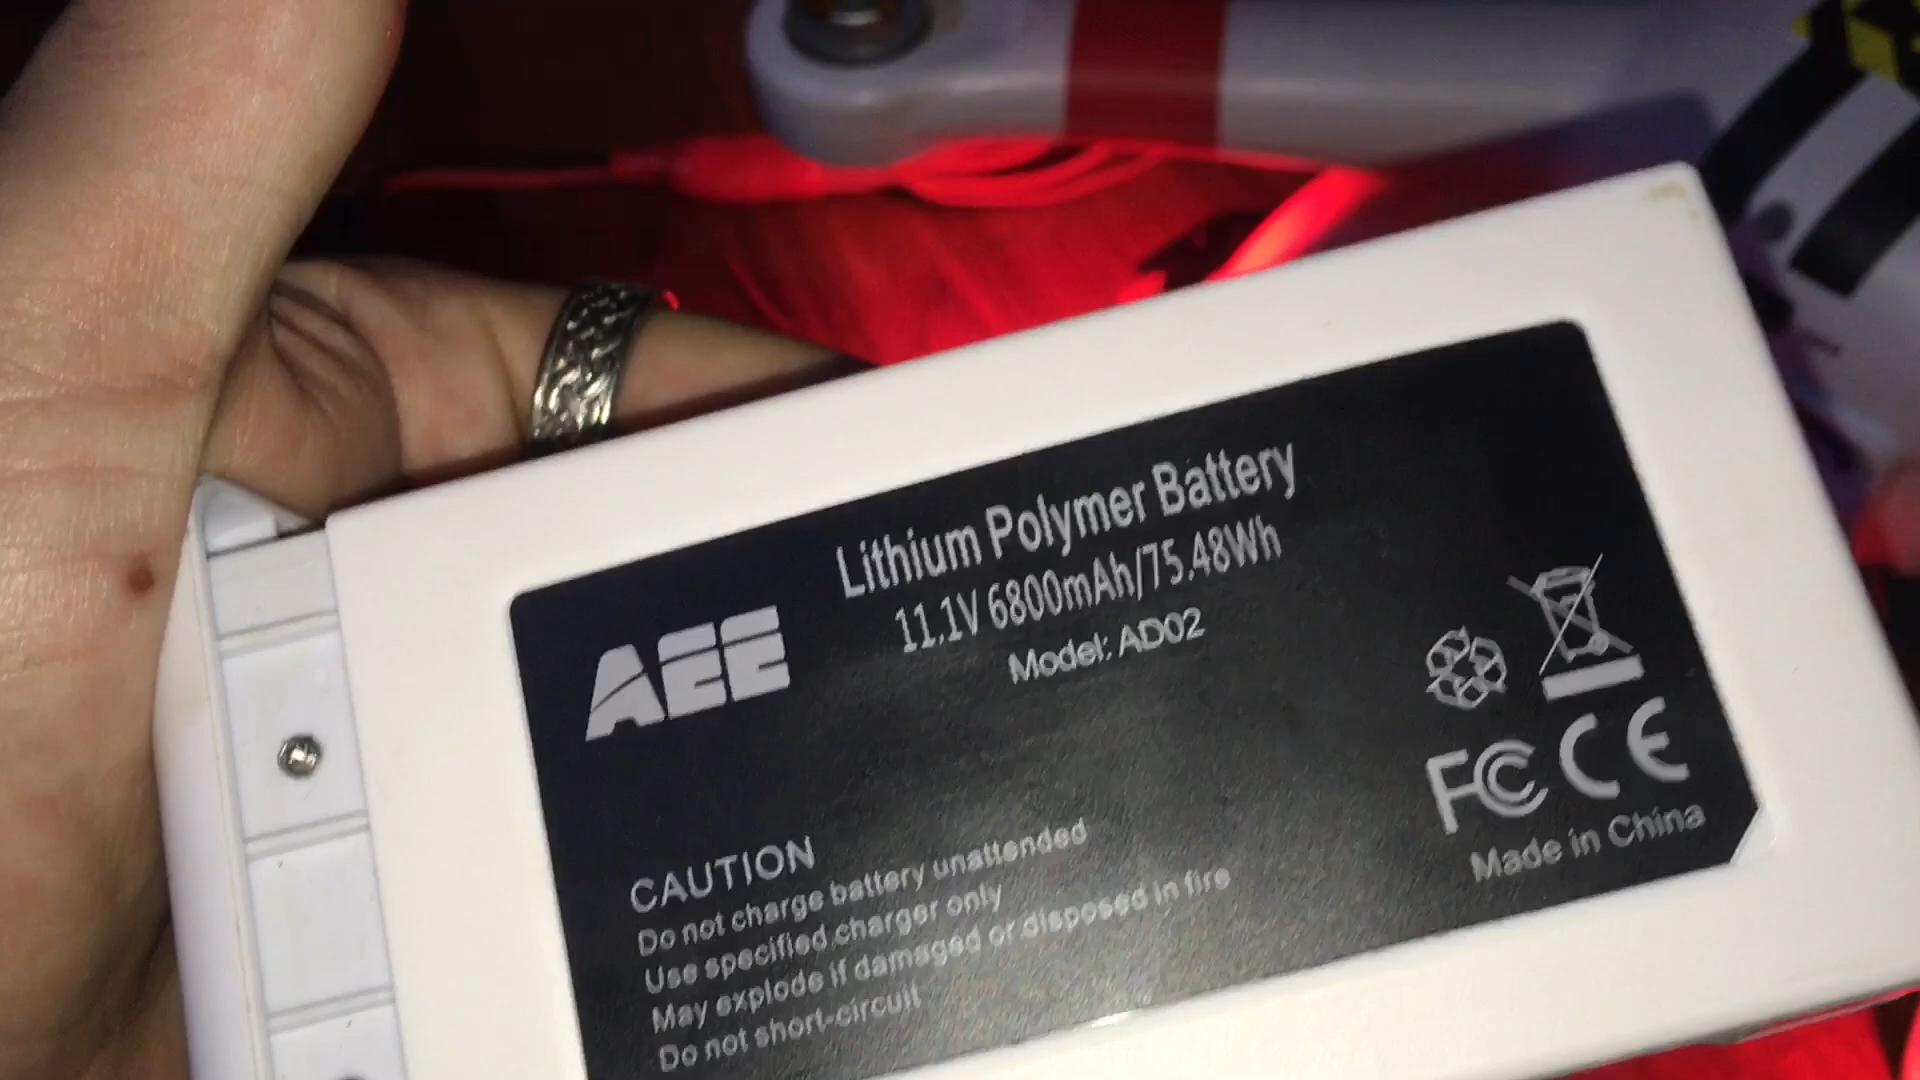 Lithium Polymer Battery
11.1V 6800mAh/75.48Wh
Model: AD02
AEE
CAUTION
Do not charge battery unattended
Use specified charger only
May explode if damaged or disposed in fire
Do not short-circuit
FC CE
Made in China